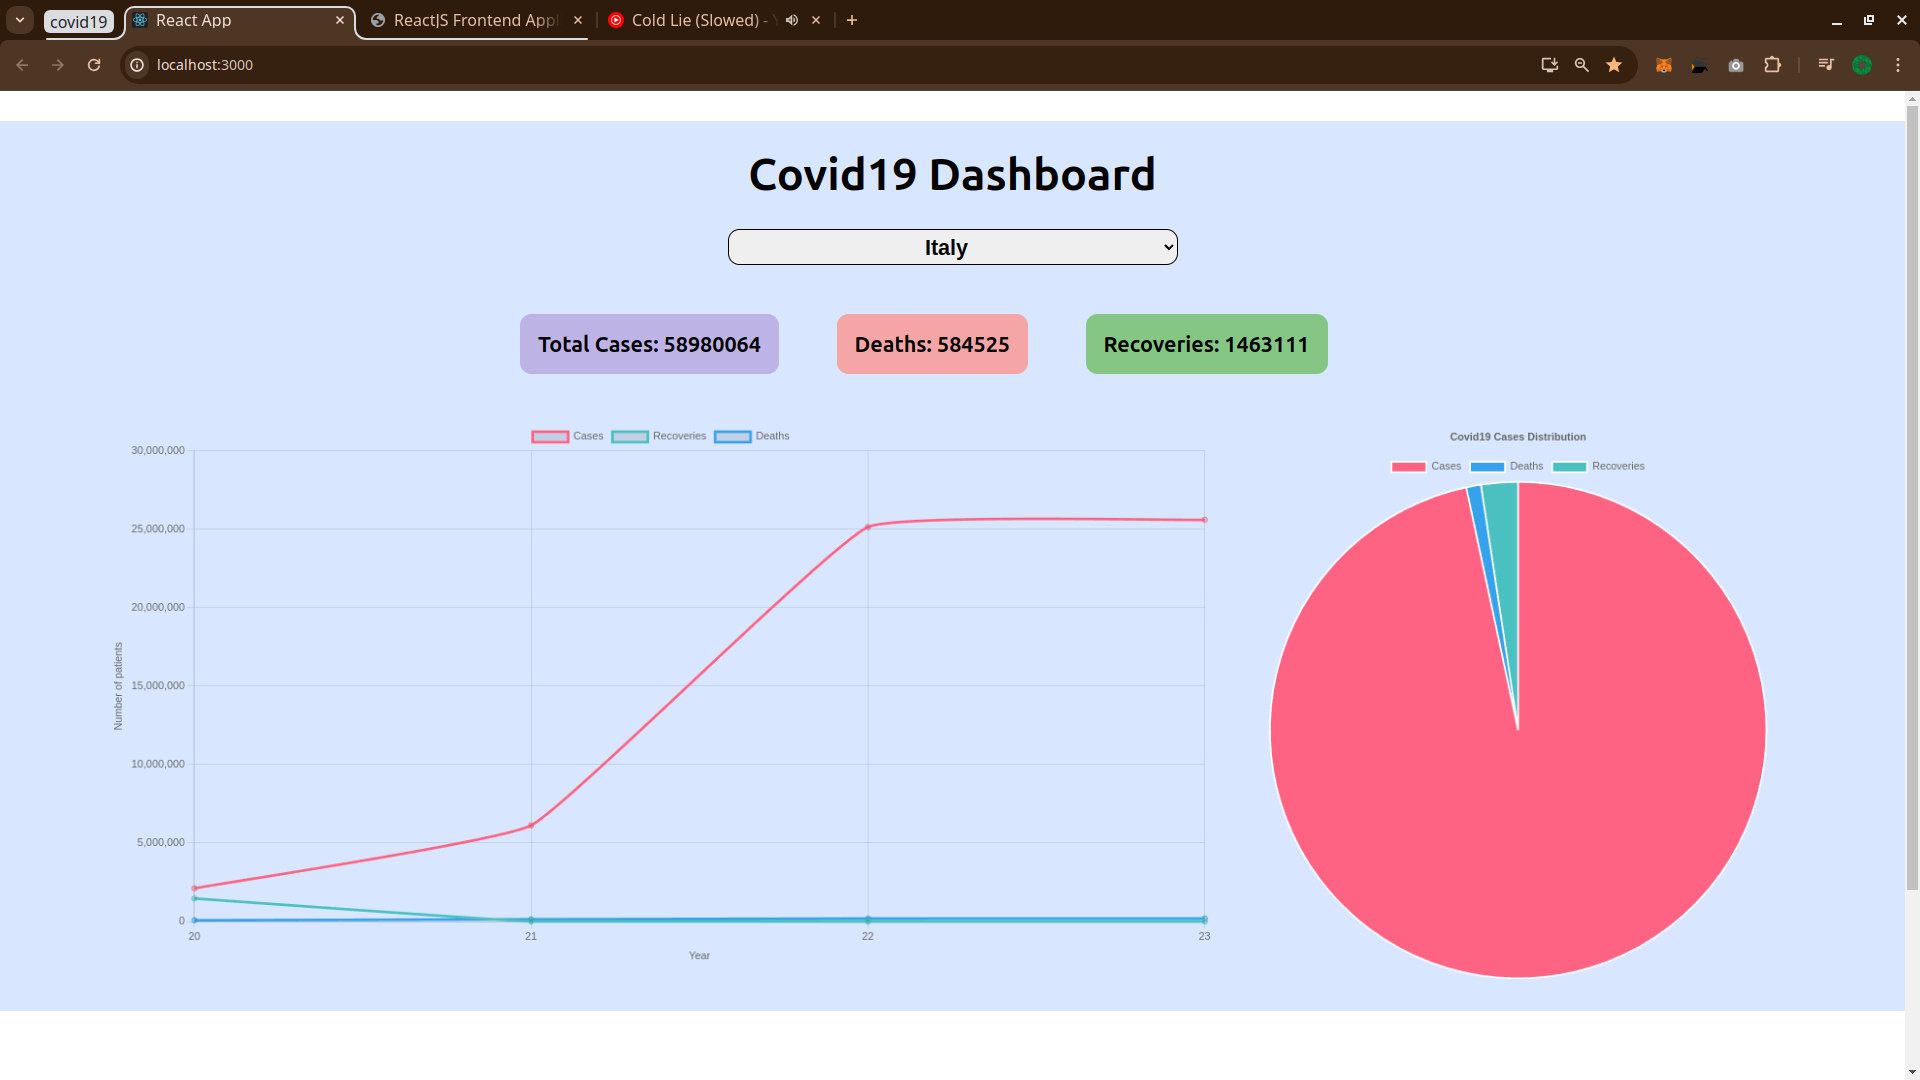 covid19
React App
ReactJS Frontend App
Cold Lie (Slowed) -
localhost:3000
Covid19 Dashboard
Italy
Total Cases: 58980064
Deaths: 584525
Recoveries: 1463111
Cases Recoveries Deaths
30,000,000
25,000,000
20,000,000
15,000,000
10,000,000
5,000,000
0
Number of patients
20 21 22 23
Year
Covid19 Cases Distribution
Cases Deaths Recoveries